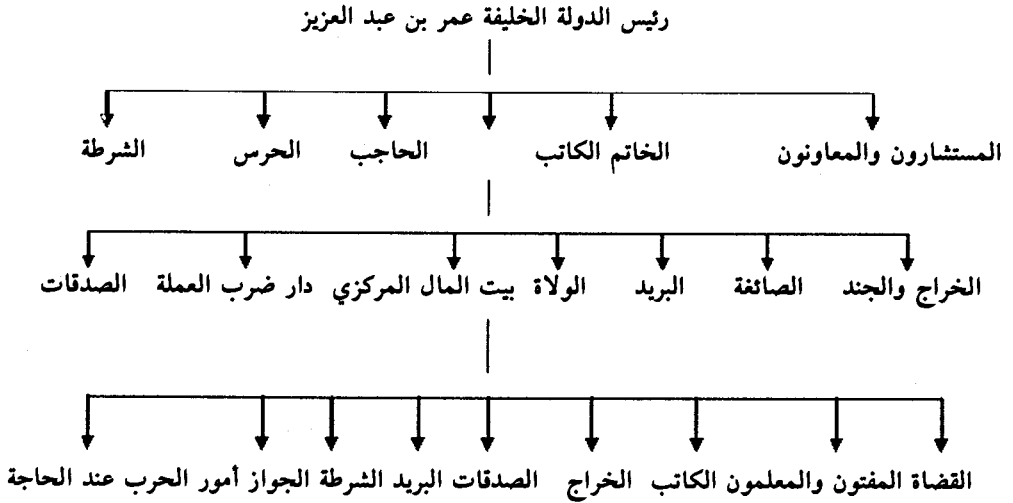 رئيس الدولة الخليفة عمر بن عبد العزيز
المستشارون والمعاونون الخاتم الكاتب الحاجب الحرس الشرطة
الخراج والجند الصائفة البريد الولاة بيت المال المركزي دار ضرب العملة الصدقات
القضاة المفتون والمعلمون الكاتب الخراج الصدقات البريد الشرطة الجواز أمور الحرب عند الحاجة